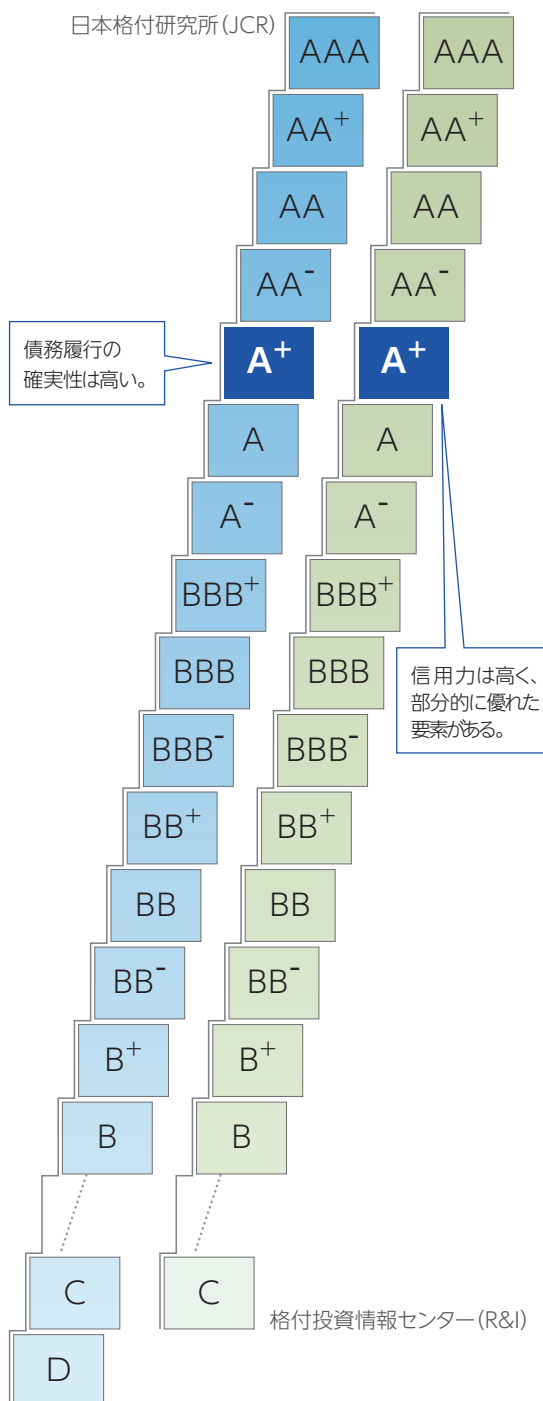 日本格付研究所(JCR)
AAA
AA+
AA
AA-
債務履行の
確実性は高い。
A+
A
A-
BBB+
BBB
BBB-
BB+
BB
BB-
B+
B
C
D
AAA
AA+
AA
AA-
A+
A
A-
BBB+
BBB
BBB-
信用力は高く、
部分的に優れた
要素がある。
BB+
BB
BB-
B+
B
C
格付投資情報センター(R&I)